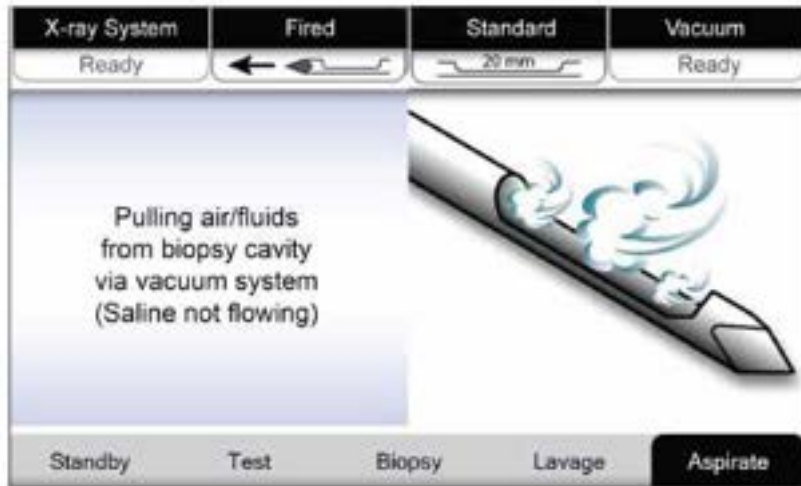 X-ray System Fired Standard Vacuum
Ready 20 mm Ready
Pulling air/fluids
from biopsy cavity
via vacuum system
(Saline not flowing)
Standby Test Biopsy Lavage Aspirate